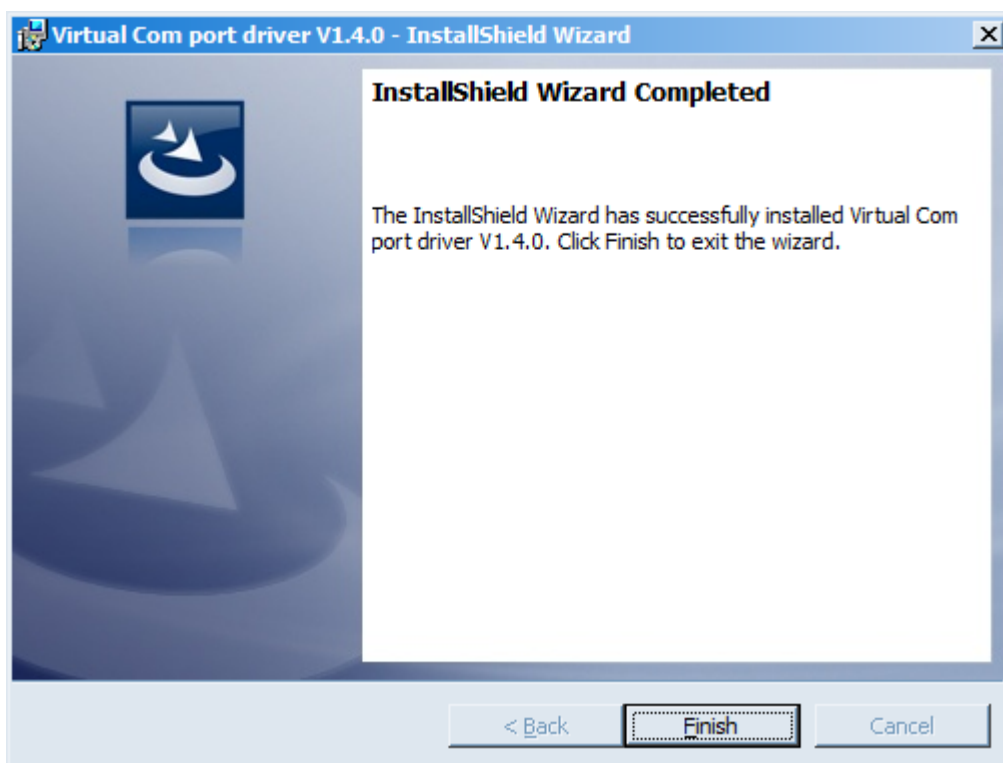 Virtual Com port driver V1.4.0 - InstallShield Wizard
InstallShield Wizard Completed
The InstallShield Wizard has successfully installed Virtual Com
port driver V1.4.0. Click Finish to exit the wizard.
< Back Finish Cancel